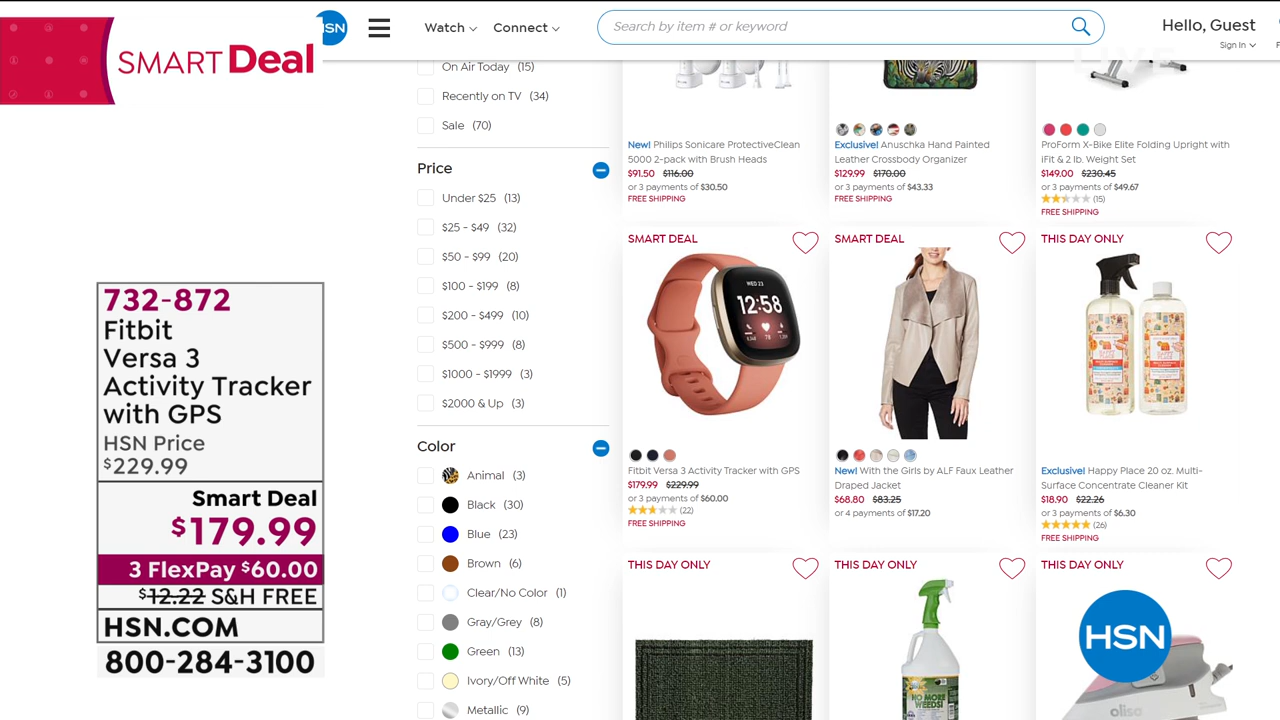 SMART Deal
HSN
Watch
Connect
Search by item # or keyword
Hello, Guest
Sign In
On Air Today (15)
Recently on TV (34)
Sale (70)
Price
Under $25 (13)
$25 - $49 (32)
$50 - $99 (20)
$100 - $199 (8)
$200 - $499 (10)
$500 - $999 (8)
$1000 - $1999 (3)
$2000 & Up (3)
Color
Animal (3)
Black (30)
Blue (23)
Brown (6)
Clear/No Color (1)
Gray/Grey (8)
Green (13)
Ivory/Off White (5)
Metallic (9)
New! Philips Sonicare ProtectiveClean
5000 2-pack with Brush Heads
$91.50 $116.00
or 3 payments of $30.50
FREE SHIPPING
Exclusive! Anuschka Hand Painted
Leather Crossbody Organizer
$129.99 $170.00
or 3 payments of $43.33
FREE SHIPPING
LIVE
ProForm X-Bike Elite Folding Upright with
iFit & 2 lb. Weight Set
$149.00 $230.45
or 3 payments of $49.67
(15)
FREE SHIPPING
SMART DEAL
WED 23
12:58
Fitbit Versa 3 Activity Tracker with GPS
$179.99 $229.99
or 3 payments of $60.00
(22)
FREE SHIPPING
SMART DEAL
New! With the Girls by ALF Faux Leather
Draped Jacket
$68.80 $83.25
or 4 payments of $17.20
THIS DAY ONLY
Exclusive! Happy Place 20 oz. Multi-
Surface Concentrate Cleaner Kit
$18.90 $22.26
or 3 payments of $6.30
(26)
FREE SHIPPING
THIS DAY ONLY
THIS DAY ONLY
NO MORE
WEEDS!
THIS DAY ONLY
HSN
oliso
732-872
Fitbit
Versa 3
Activity Tracker
with GPS
HSN Price
$229.99
Smart Deal
$179.99
3 FlexPay $60.00
$12.22 S&H FREE
HSN.COM
800-284-3100